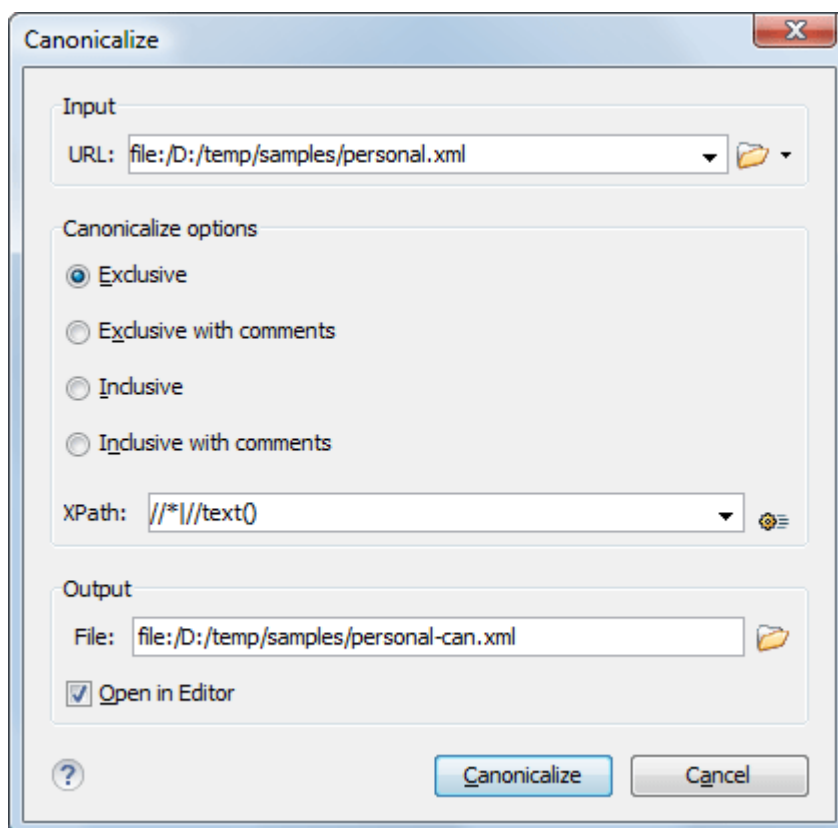 Canonicalize
Input
URL: file:/D:/temp/samples/personal.xml
Canonicalize options
Exclusive
Exclusive with comments
Inclusive
Inclusive with comments
XPath: //*|//text()
Output
File: file:/D:/temp/samples/personal-can.xml
Open in Editor
? Canonicalize Cancel